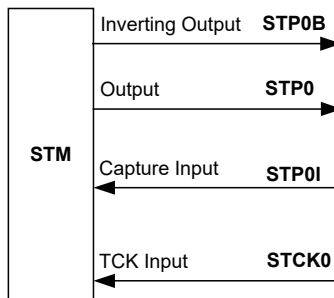 Inverting Output STP0B
Output STP0
STM
Capture Input STP0I
TCK Input STCK0